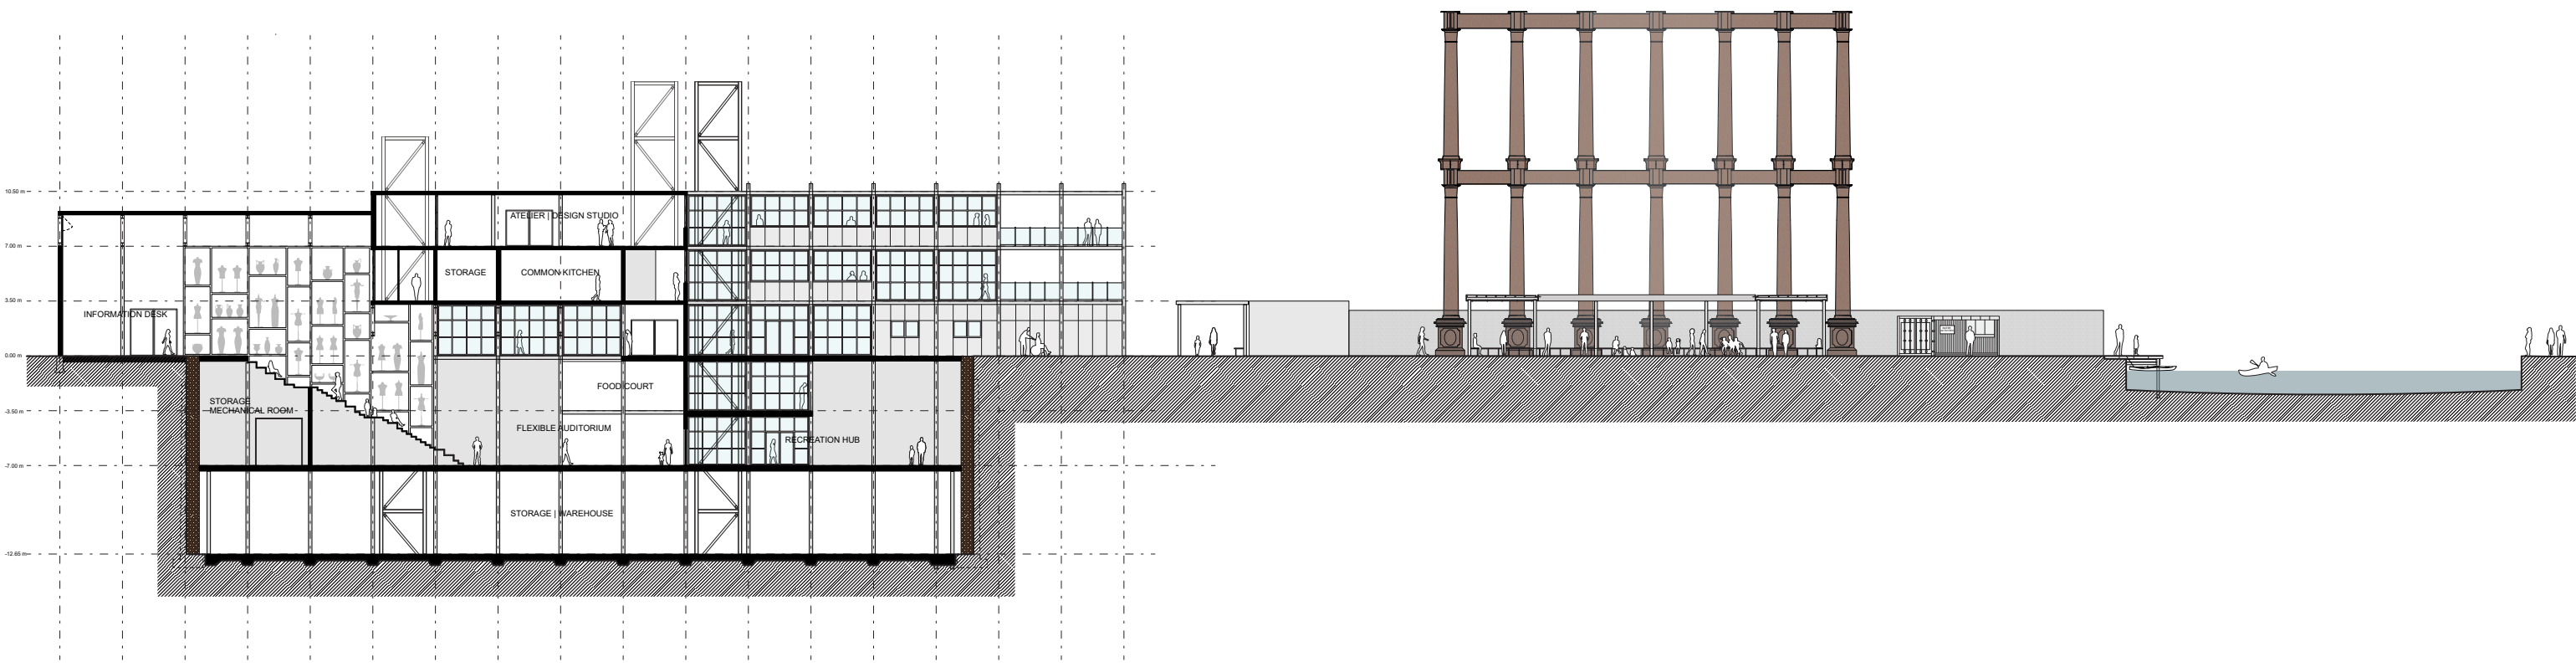 10.50 m
ATELIER | DESIGN STUDIO
7.00 m
STORAGE
COMMON KITCHEN
3.50 m
INFORMATION DESK
0.00 m
FOOD COURT
STORAGE
MECHANICAL ROOM
-3.50 m
FLEXIBLE AUDITORIUM
RECREATION HUB
-7.00 m
STORAGE | WAREHOUSE
-12.65 m